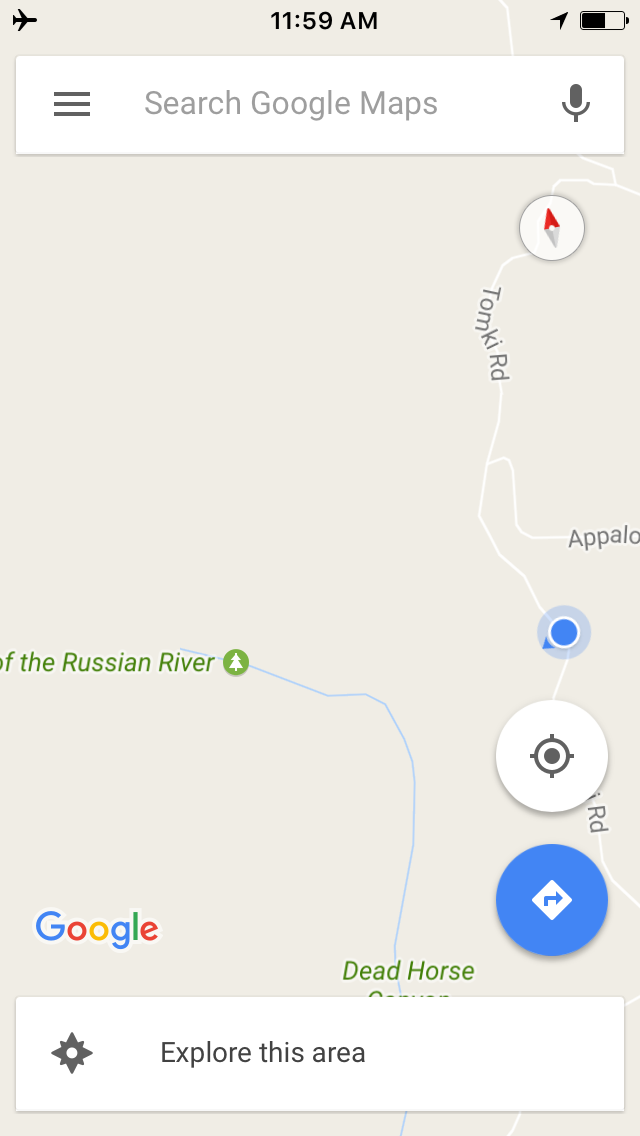 11:59 AM
Search Google Maps
Tomki Rd
Appalo
of the Russian River
i Rd
Google
Dead Horse
Canyon
Explore this area